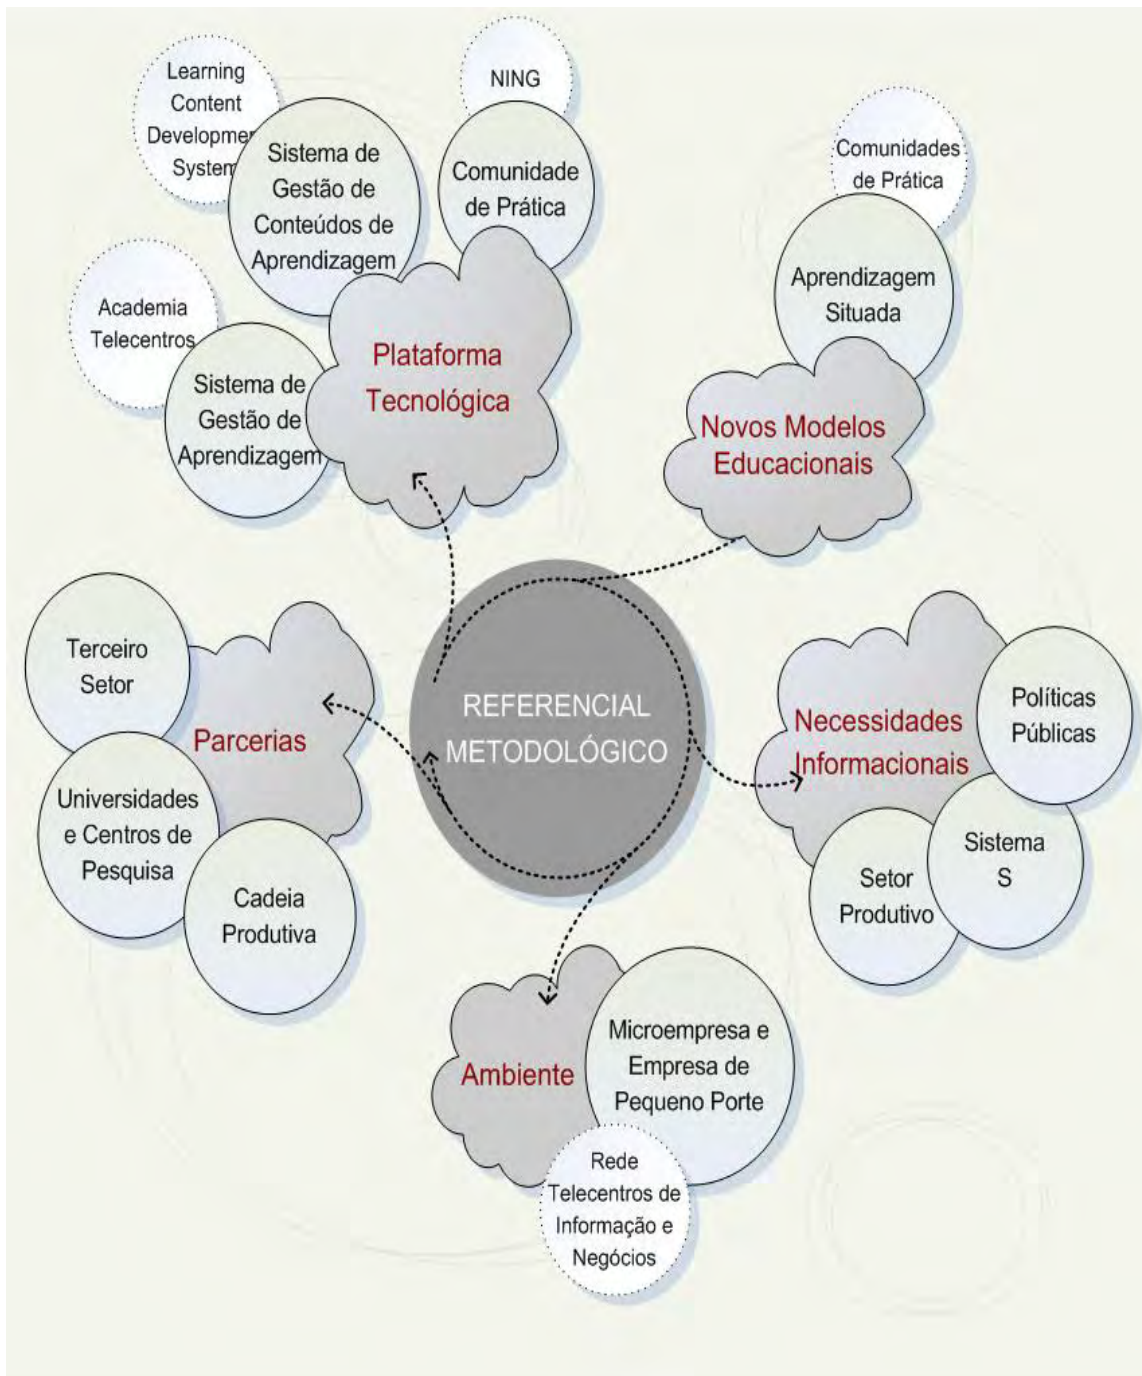 Learning
Content
Developmen
System
Sistema de
Gestão de
Conteúdos de
Aprendizagem
NING
Comunidade
de Prática
Academia
Telecentros
Sistema de
Gestão de
Aprendizagem
Plataforma
Tecnológica
Comunidades
de Prática
Aprendizagem
Situada
Novos Modelos
Educacionais
REFERENCIAL
METODOLÓGICO
Terceiro
Setor
Parcerias
Universidades
e Centros de
Pesquisa
Cadeia
Produtiva
Necessidades
Informacionais
Políticas
Públicas
Sistema
S
Setor
Produtivo
Ambiente
Microempresa e
Empresa de
Pequeno Porte
Rede
Telecentros de
Informação e
Negócios